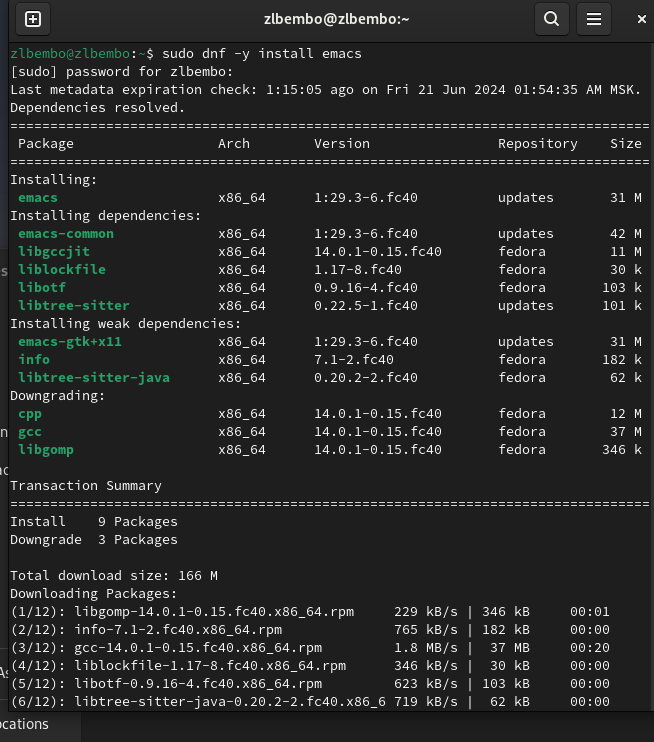 zlbembo@zlbembo:~
zlbembo@zlbembo:~$ sudo dnf -y install emacs
[sudo] password for zlbembo:
Last metadata expiration check: 1:15:05 ago on Fri 21 Jun 2024 01:54:35 AM MSK.
Dependencies resolved.
================================================================================
Package Arch Version Repository Size
================================================================================
Installing:
emacs x86_64 1:29.3-6.fc40 updates 31 M
Installing dependencies:
emacs-common x86_64 1:29.3-6.fc40 updates 42 M
libgccjit x86_64 14.0.1-0.15.fc40 fedora 11 M
liblockfile x86_64 1.17-8.fc40 fedora 30 k
libotf x86_64 0.9.16-4.fc40 fedora 103 k
libtree-sitter x86_64 0.22.5-1.fc40 updates 101 k
Installing weak dependencies:
emacs-gtk+x11 x86_64 1:29.3-6.fc40 updates 31 M
info x86_64 7.1-2.fc40 fedora 182 k
libtree-sitter-java x86_64 0.20.2-2.fc40 fedora 62 k
Downgrading:
cpp x86_64 14.0.1-0.15.fc40 fedora 12 M
gcc x86_64 14.0.1-0.15.fc40 fedora 37 M
libgomp x86_64 14.0.1-0.15.fc40 fedora 346 k
Transaction Summary
================================================================================
Install 9 Packages
Downgrade 3 Packages
Total download size: 166 M
Downloading Packages:
(1/12): libgomp-14.0.1-0.15.fc40.x86_64.rpm 229 kB/s | 346 kB 00:01
(2/12): info-7.1-2.fc40.x86_64.rpm 765 kB/s | 182 kB 00:00
(3/12): gcc-14.0.1-0.15.fc40.x86_64.rpm 1.8 MB/s | 37 MB 00:20
(4/12): liblockfile-1.17-8.fc40.x86_64.rpm 346 kB/s | 30 kB 00:00
(5/12): libotf-0.9.16-4.fc40.x86_64.rpm 623 kB/s | 103 kB 00:00
(6/12): libtree-sitter-java-0.20.2-2.fc40.x86_6 719 kB/s | 62 kB 00:00
ocations